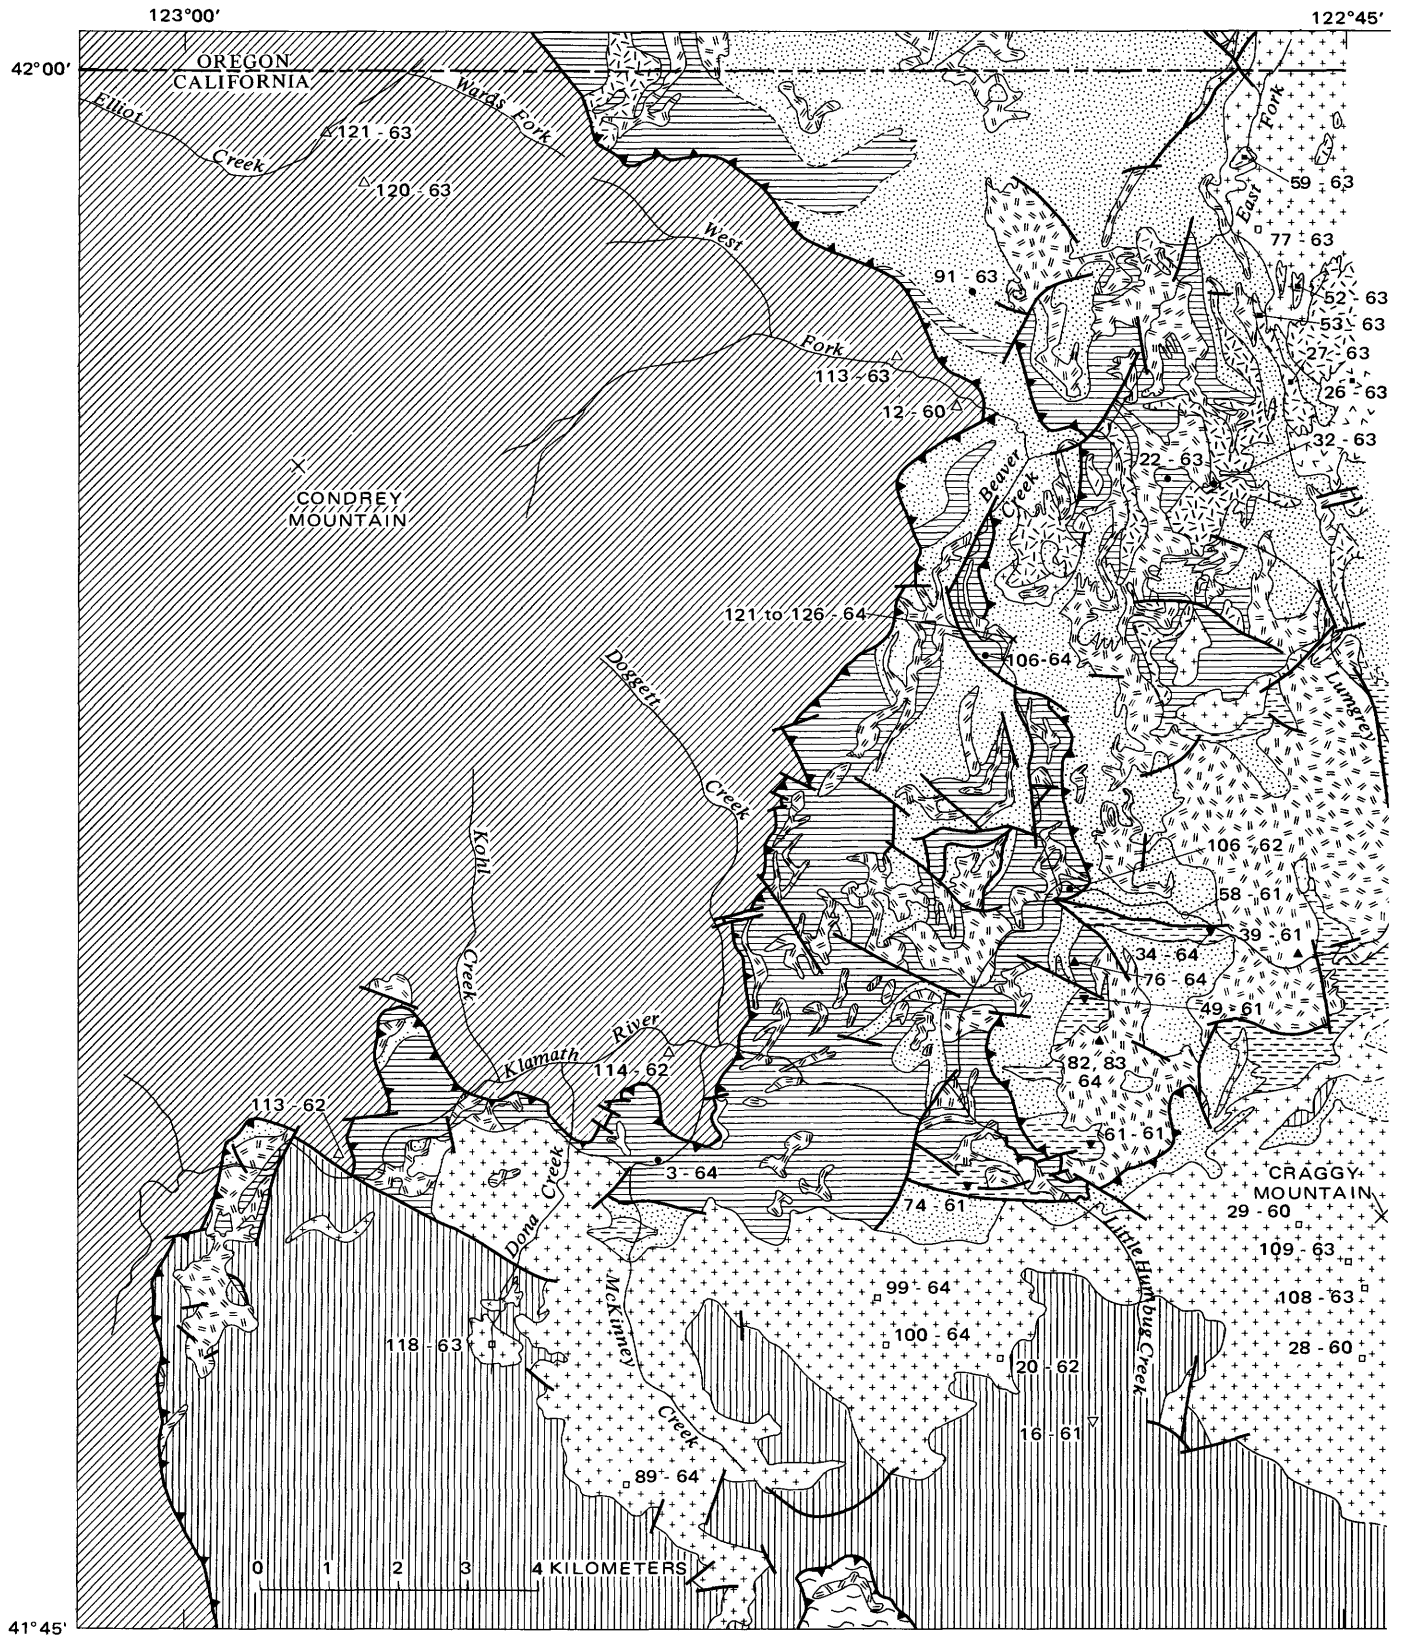 123°00′
122°45′
42°00′
OREGON
CALIFORNIA
Elliot
Creek
Wards Fork
121 - 63
120 - 63
East
Fork
59 - 63
77 - 63
West
Fork
91 - 63
52 - 63
53 - 63
27 - 63
26 - 63
32 - 63
113 - 63
12 - 60
22 - 63
Beaver
Creek
CONDREY
MOUNTAIN
121 to 126 - 64
106-64
Doggett
Creek
Lumgrey
Kohl
Creek
106 - 62
58 - 61
39 - 61
34 - 64
76 - 64
49 - 61
82, 83
64
61 - 61
Klamath
River
114 - 62
113 - 62
3 - 64
74 - 61
CRAGGY
MOUNTAIN
29 - 60
109 - 63
108 - 63
28 - 60
Dona
Creek
McKinney
Creek
Little Humbug Creek
99 - 64
100 - 64
20 - 62
118 - 63
16 - 61
89 - 64
0 1 2 3 4 KILOMETERS
41°45′